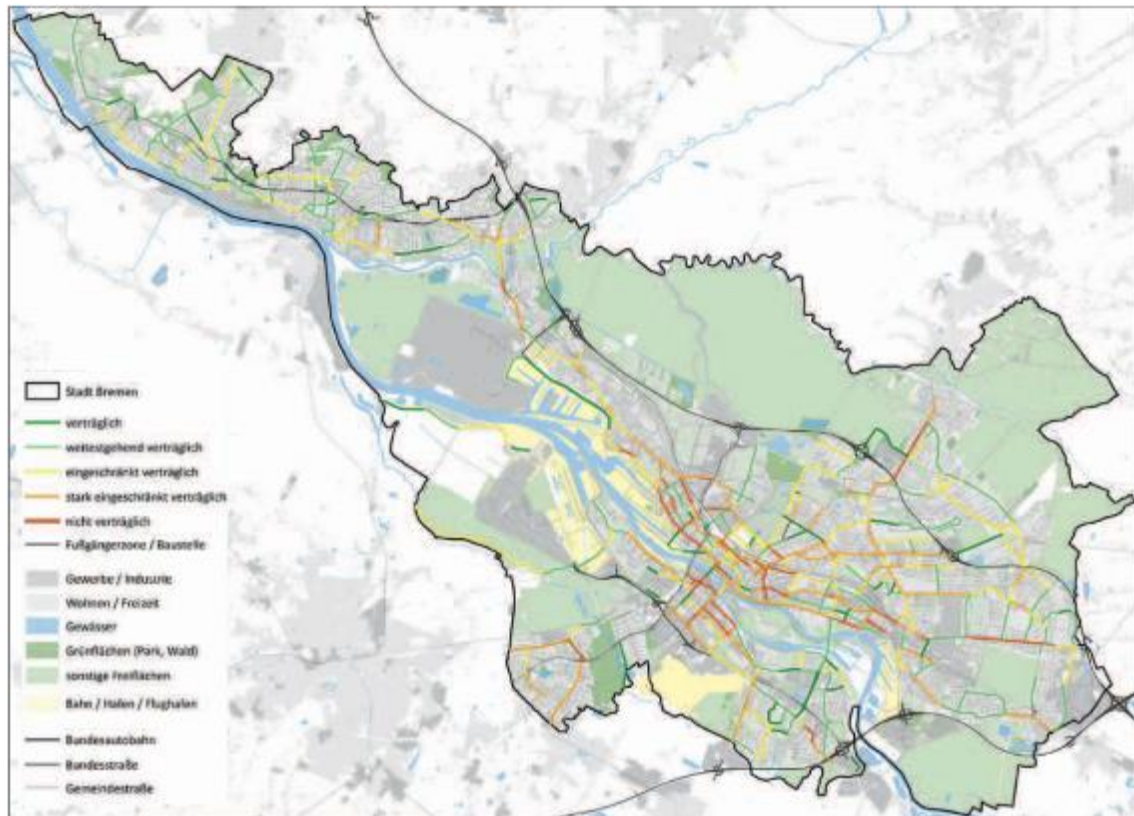 Stadt Bremen
verträglich
weitestgehend verträglich
eingeschränkt verträglich
stark eingeschränkt verträglich
nicht verträglich
Fußgängerzone / Baustelle
Gewerbe / Industrie
Wohnen / Freizeit
Gewässer
Grünflächen (Park, Wald)
sonstige Freiflächen
Bahn / Hafen / Flughafen
Bundesautobahn
Bundesstraße
Gemeindestraße